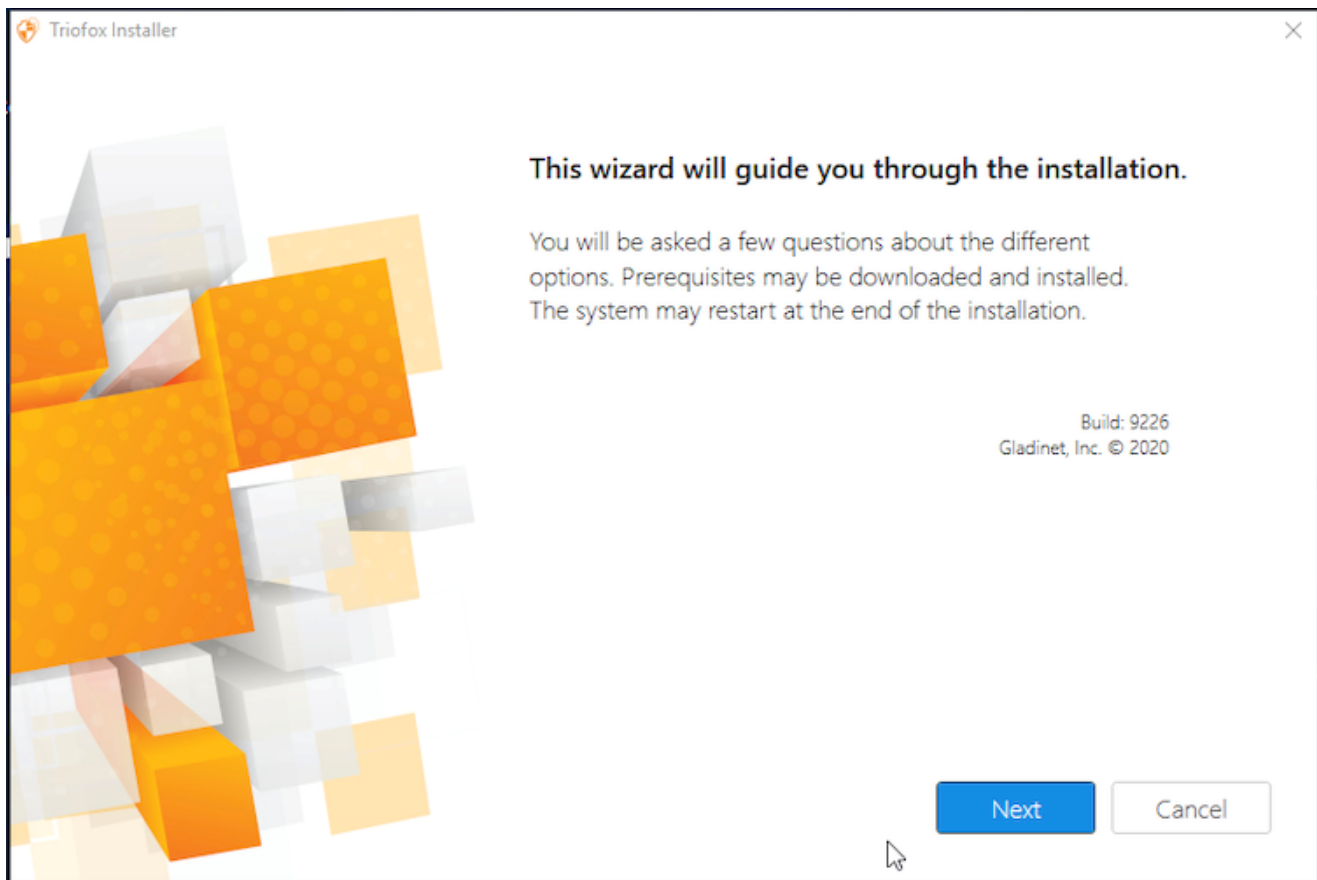 Triofox Installer
This wizard will guide you through the installation.
You will be asked a few questions about the different
options. Prerequisites may be downloaded and installed.
The system may restart at the end of the installation.
Build: 9226
Gladinet, Inc. © 2020
Next
Cancel